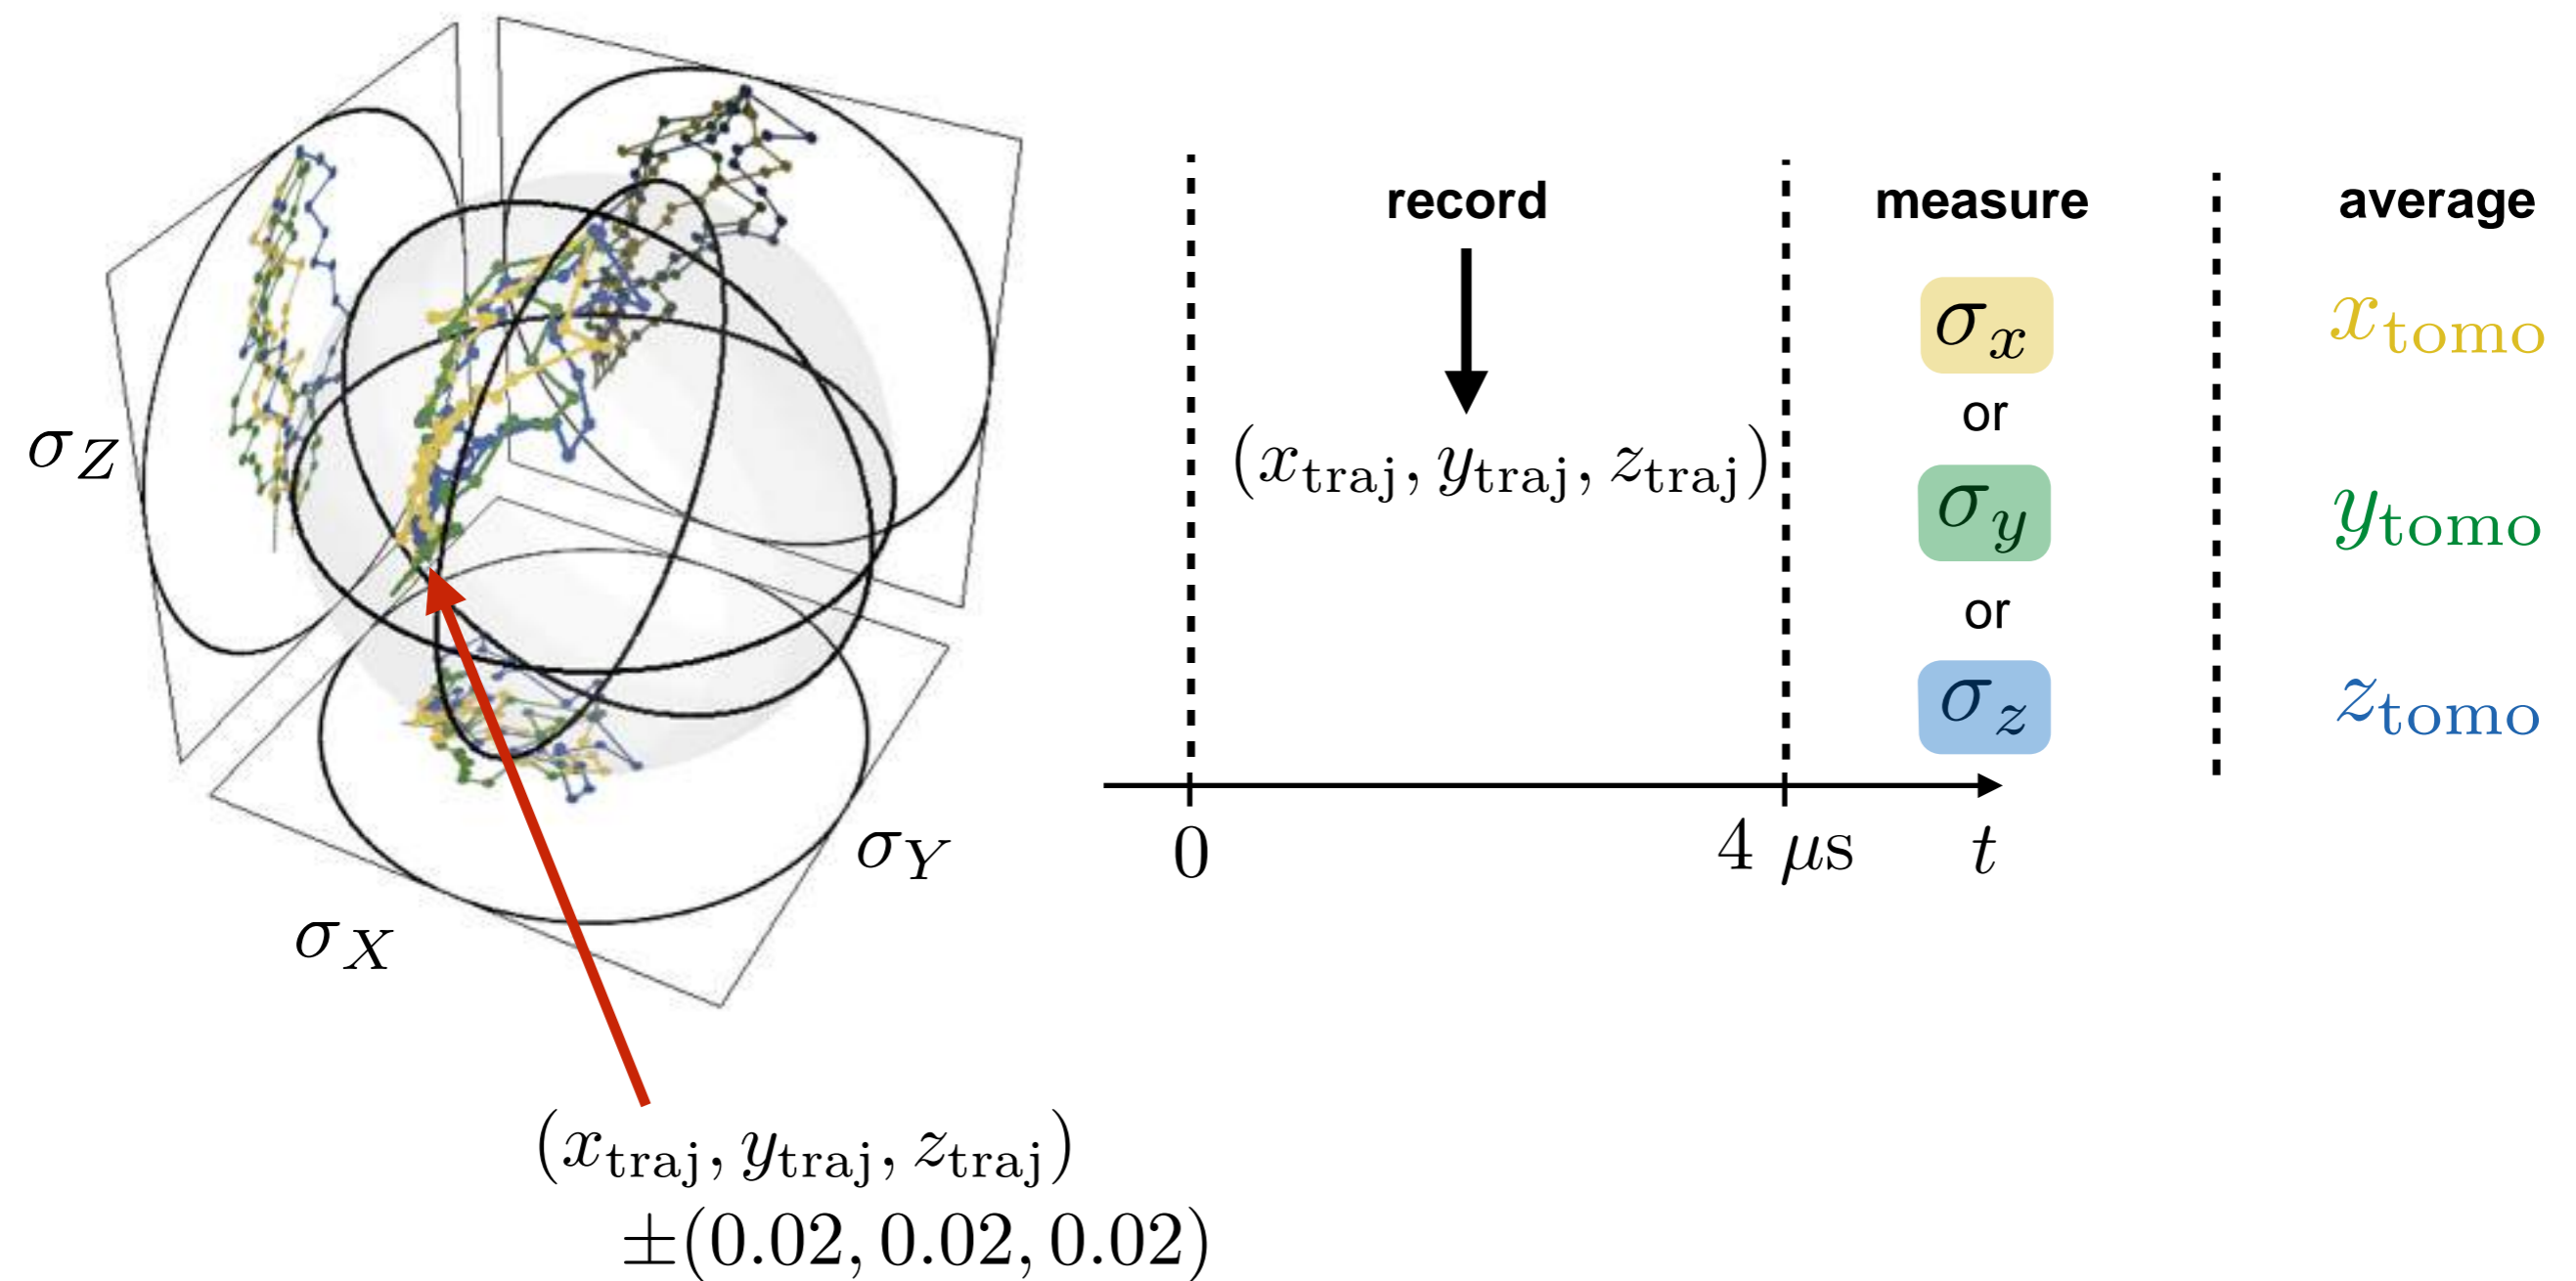 σ_Z
σ_X
σ_Y
(x_traj, y_traj, z_traj)
±(0.02, 0.02, 0.02)
record
(x_traj, y_traj, z_traj)
measure
σ_x
or
σ_y
or
σ_z
average
x_tomo
y_tomo
z_tomo
0
4 μs
t